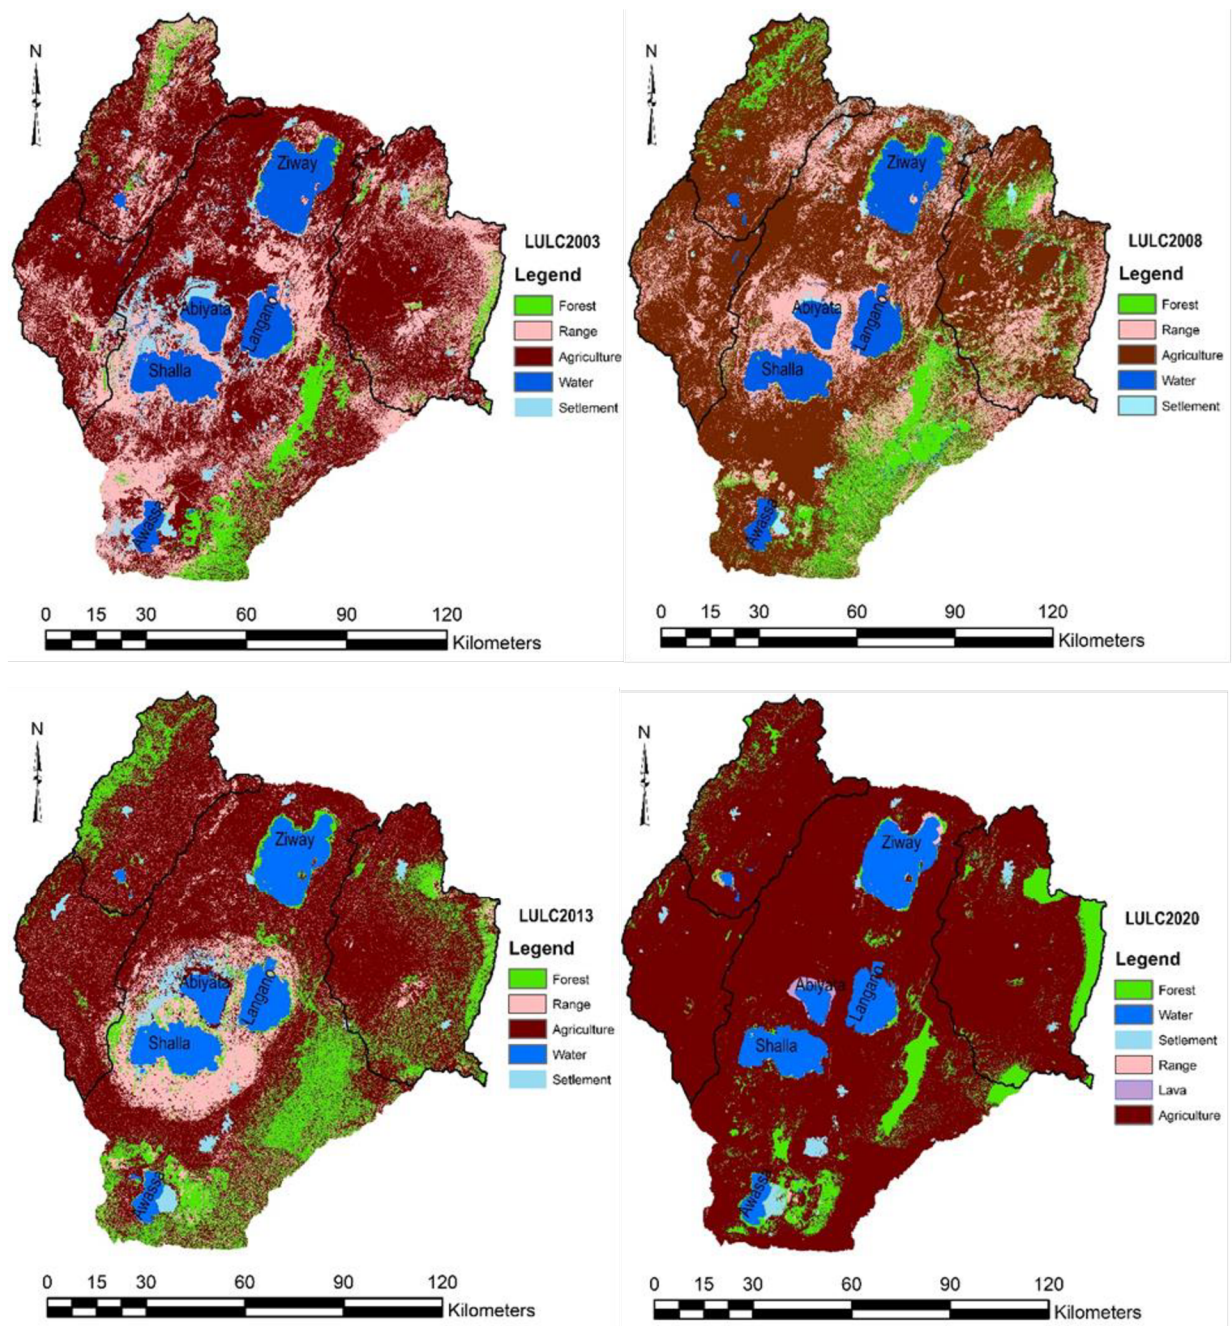 N
Ziway
Abiyata
Langano
Shalla
Awassa
LULC2003
Legend
Forest
Range
Agriculture
Water
Setlement
0 15 30 60 90 120
Kilometers
N
Ziway
Abiyata
Langano
Shalla
Awassa
LULC2008
Legend
Forest
Range
Agriculture
Water
Setlement
0 15 30 60 90 120
Kilometers
N
Ziway
Abiyata
Langano
Shalla
Awassa
LULC2013
Legend
Forest
Range
Agriculture
Water
Setlement
0 15 30 60 90 120
Kilometers
N
Ziway
Abiyata
Langano
Shalla
Awassa
LULC2020
Legend
Forest
Water
Setlement
Range
Lava
Agriculture
0 15 30 60 90 120
Kilometers